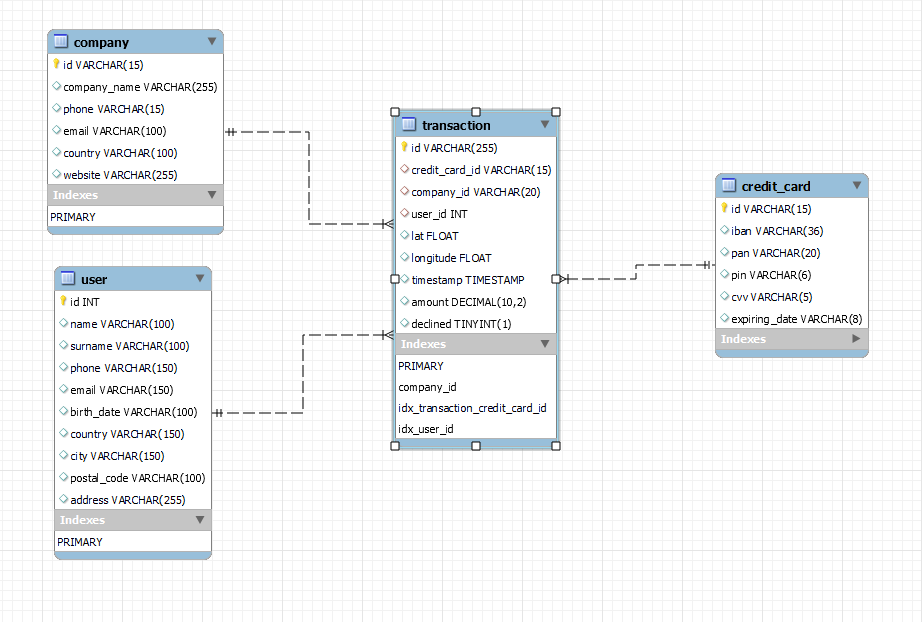 company
id VARCHAR(15)
company_name VARCHAR(255)
phone VARCHAR(15)
email VARCHAR(100)
country VARCHAR(100)
website VARCHAR(255)
Indexes
PRIMARY
user
id INT
name VARCHAR(100)
surname VARCHAR(100)
phone VARCHAR(150)
email VARCHAR(150)
birth_date VARCHAR(100)
country VARCHAR(150)
city VARCHAR(150)
postal_code VARCHAR(100)
address VARCHAR(255)
Indexes
PRIMARY
transaction
id VARCHAR(255)
credit_card_id VARCHAR(15)
company_id VARCHAR(20)
user_id INT
lat FLOAT
longitude FLOAT
timestamp TIMESTAMP
amount DECIMAL(10,2)
declined TINYINT(1)
Indexes
PRIMARY
company_id
idx_transaction_credit_card_id
idx_user_id
credit_card
id VARCHAR(15)
iban VARCHAR(36)
pan VARCHAR(20)
pin VARCHAR(6)
cvv VARCHAR(5)
expiring_date VARCHAR(8)
Indexes